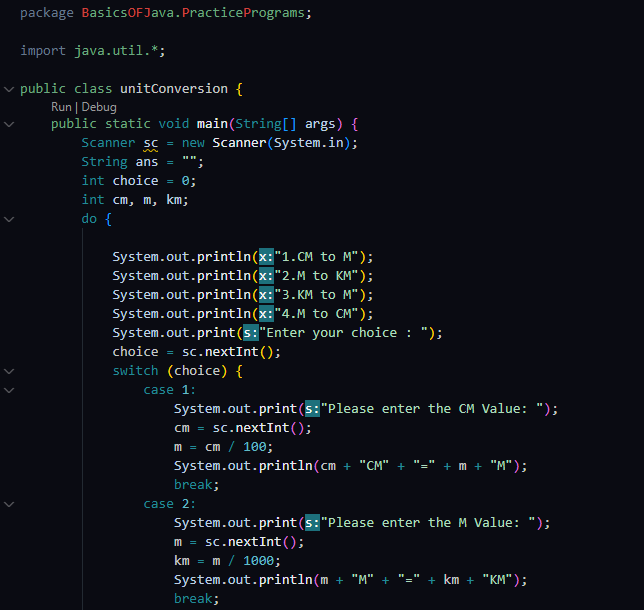 package BasicsOFJava.PracticePrograms;
import java.util.*;
public class unitConversion {
Run | Debug
public static void main(String[] args) {
Scanner sc = new Scanner(System.in);
String ans = "";
int choice = 0;
int cm, m, km;
do {
System.out.println(x:"1.CM to M");
System.out.println(x:"2.M to KM");
System.out.println(x:"3.KM to M");
System.out.println(x:"4.M to CM");
System.out.print(s:"Enter your choice : ");
choice = sc.nextInt();
switch (choice) {
case 1:
System.out.print(s:"Please enter the CM Value: ");
cm = sc.nextInt();
m = cm / 100;
System.out.println(cm + "CM" + "=" + m + "M");
break;
case 2:
System.out.print(s:"Please enter the M Value: ");
m = sc.nextInt();
km = m / 1000;
System.out.println(m + "M" + "=" + km + "KM");
break;